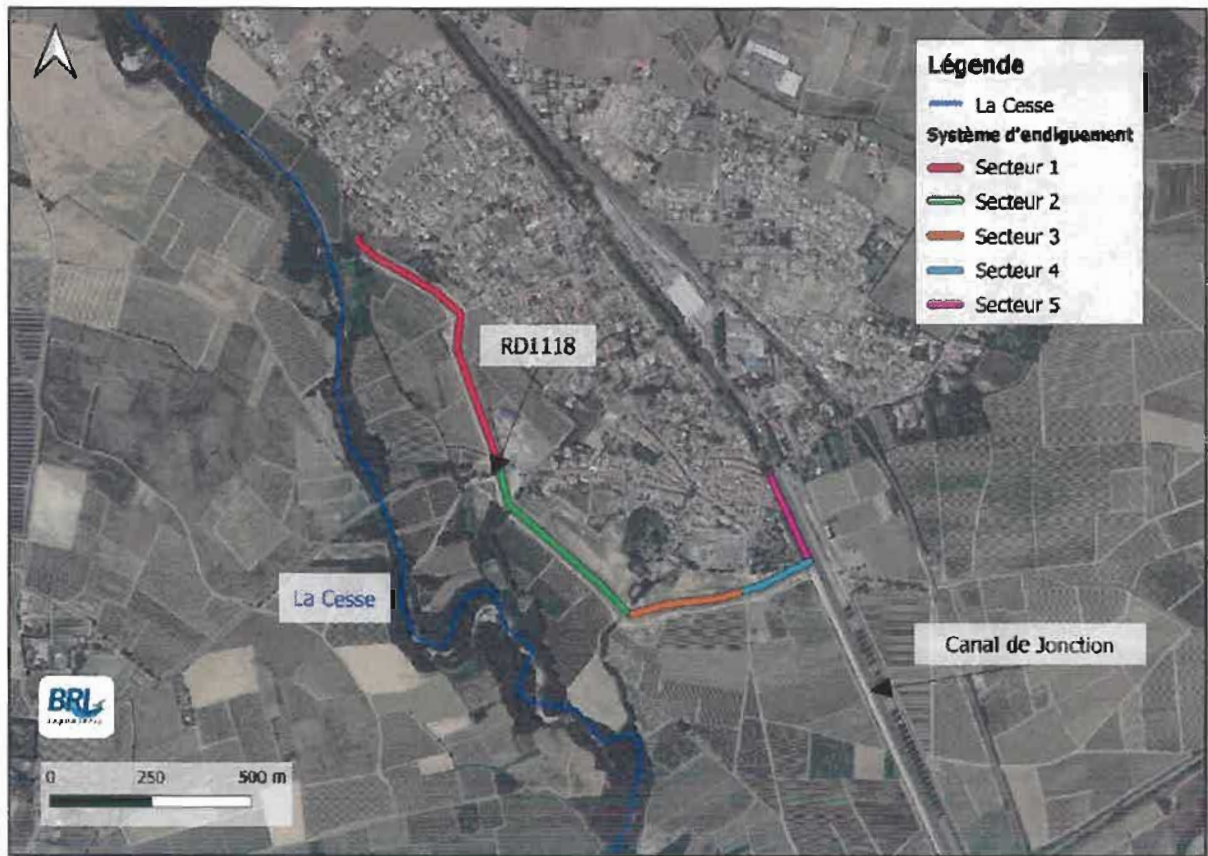 Légende
La Cesse
Système d'endiguement
Secteur 1
Secteur 2
Secteur 3
Secteur 4
Secteur 5
RD1118
La Cesse
Canal de Jonction
BRL
0 250 500 m